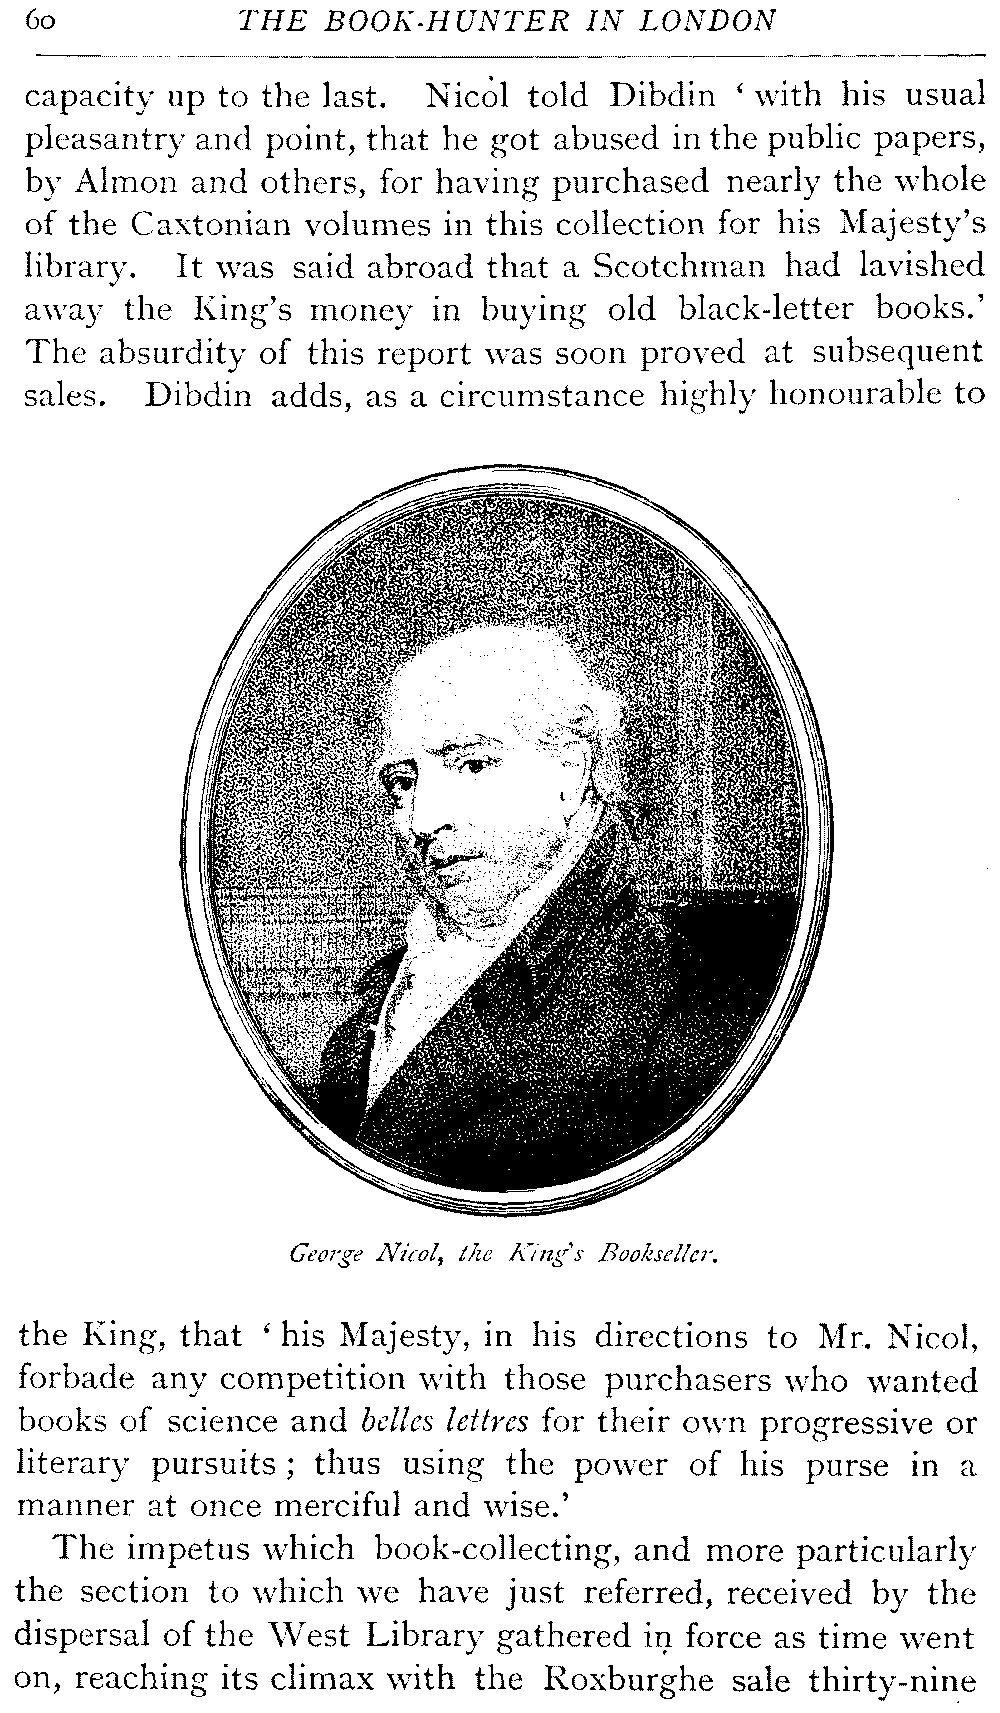 60 THE BOOK-HUNTER IN LONDON
capacity up to the last. Nicol told Dibdin ‘ with his usual
pleasantry and point, that he got abused in the public papers,
by Almon and others, for having purchased nearly the whole
of the Caxtonian volumes in this collection for his Majesty’s
library. It was said abroad that a Scotchman had lavished
away the King’s money in buying old black-letter books.’
The absurdity of this report was soon proved at subsequent
sales. Dibdin adds, as a circumstance highly honourable to
George Nicol, the King’s Bookseller.
the King, that ‘ his Majesty, in his directions to Mr. Nicol,
forbade any competition with those purchasers who wanted
books of science and belles lettres for their own progressive or
literary pursuits ; thus using the power of his purse in a
manner at once merciful and wise.’
The impetus which book-collecting, and more particularly
the section to which we have just referred, received by the
dispersal of the West Library gathered in force as time went
on, reaching its climax with the Roxburghe sale thirty-nine